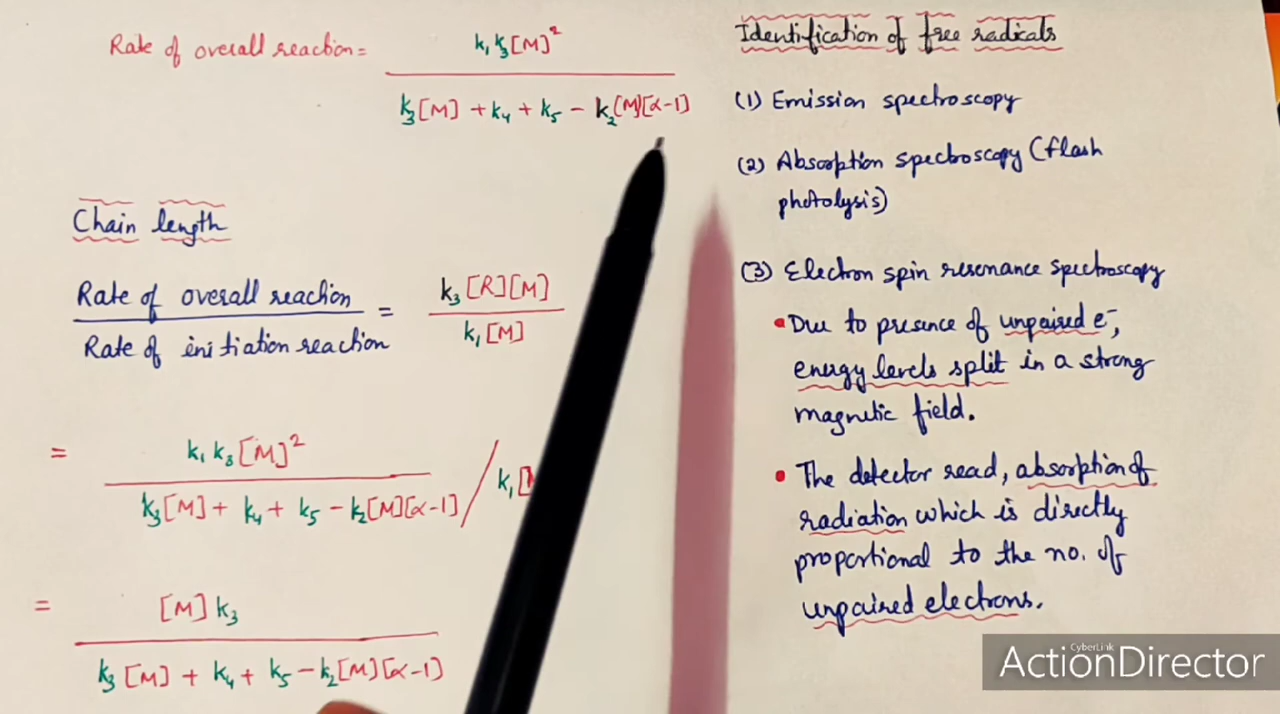 Rate of overall reaction = k₁ k₃[M]² / k₃[M] + k₄ + k₅ - k₂[M][α-1]
Chain length
Rate of overall reaction / Rate of initiation reaction = k₃ [R][M] / k₁ [M]
= k₁ k₃ [M]² / k₃[M] + k₄ + k₅ - k₂[M][α-1] / k₁[
= [M] k₃ / k₃ [M] + k₄ + k₅ - k₂[M][α-1]
Identification of free radicals
(1) Emission spectroscopy
(2) Absorption spectroscopy (flash
photolysis)
(3) Electron spin resonance spectroscopy
• Due to presence of unpaired e⁻,
energy levels split in a strong
magnetic field.
• The detector read, absorption of
radiation which is directly
proportional to the no. of
unpaired electrons.
CyberLink
ActionDirector